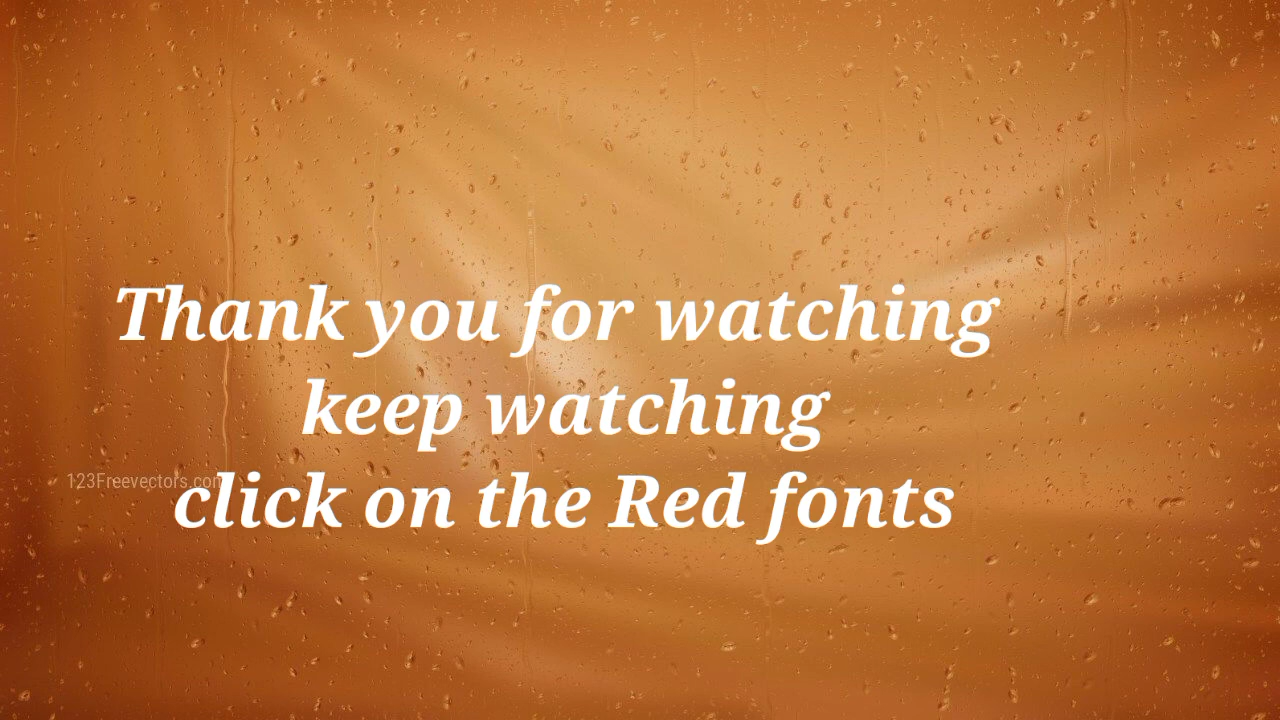 Thank you for watching
keep watching
123Freevectors.com
click on the Red fonts